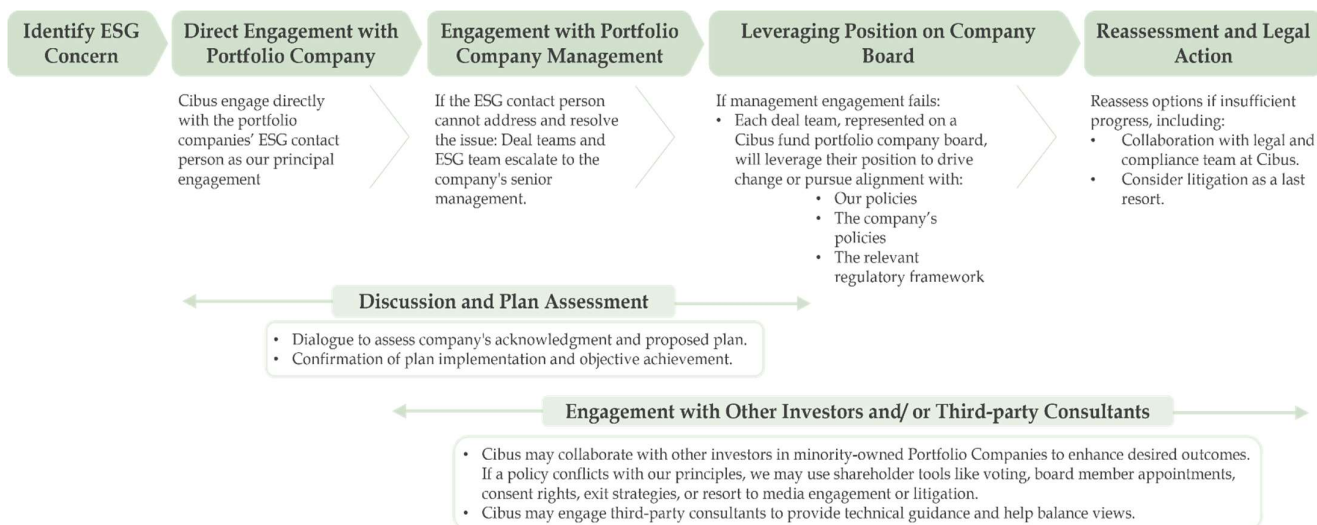 Identify ESG
Concern
Direct Engagement with
Portfolio Company
Engagement with Portfolio
Company Management
Leveraging Position on Company
Board
Reassessment and Legal
Action
Cibus engage directly
with the portfolio
companies’ ESG contact
person as our principal
engagement
If the ESG contact person
cannot address and resolve
the issue: Deal teams and
ESG team escalate to the
company's senior
management.
If management engagement fails:
• Each deal team, represented on a
Cibus fund portfolio company board,
will leverage their position to drive
change or pursue alignment with:
• Our policies
• The company’s
policies
• The relevant
regulatory framework
Reassess options if insufficient
progress, including:
• Collaboration with legal and
compliance team at Cibus.
• Consider litigation as a last
resort.
Discussion and Plan Assessment
• Dialogue to assess company's acknowledgment and proposed plan.
• Confirmation of plan implementation and objective achievement.
Engagement with Other Investors and/ or Third-party Consultants
• Cibus may collaborate with other investors in minority-owned Portfolio Companies to enhance desired outcomes.
If a policy conflicts with our principles, we may use shareholder tools like voting, board member appointments,
consent rights, exit strategies, or resort to media engagement or litigation.
• Cibus may engage third-party consultants to provide technical guidance and help balance views.